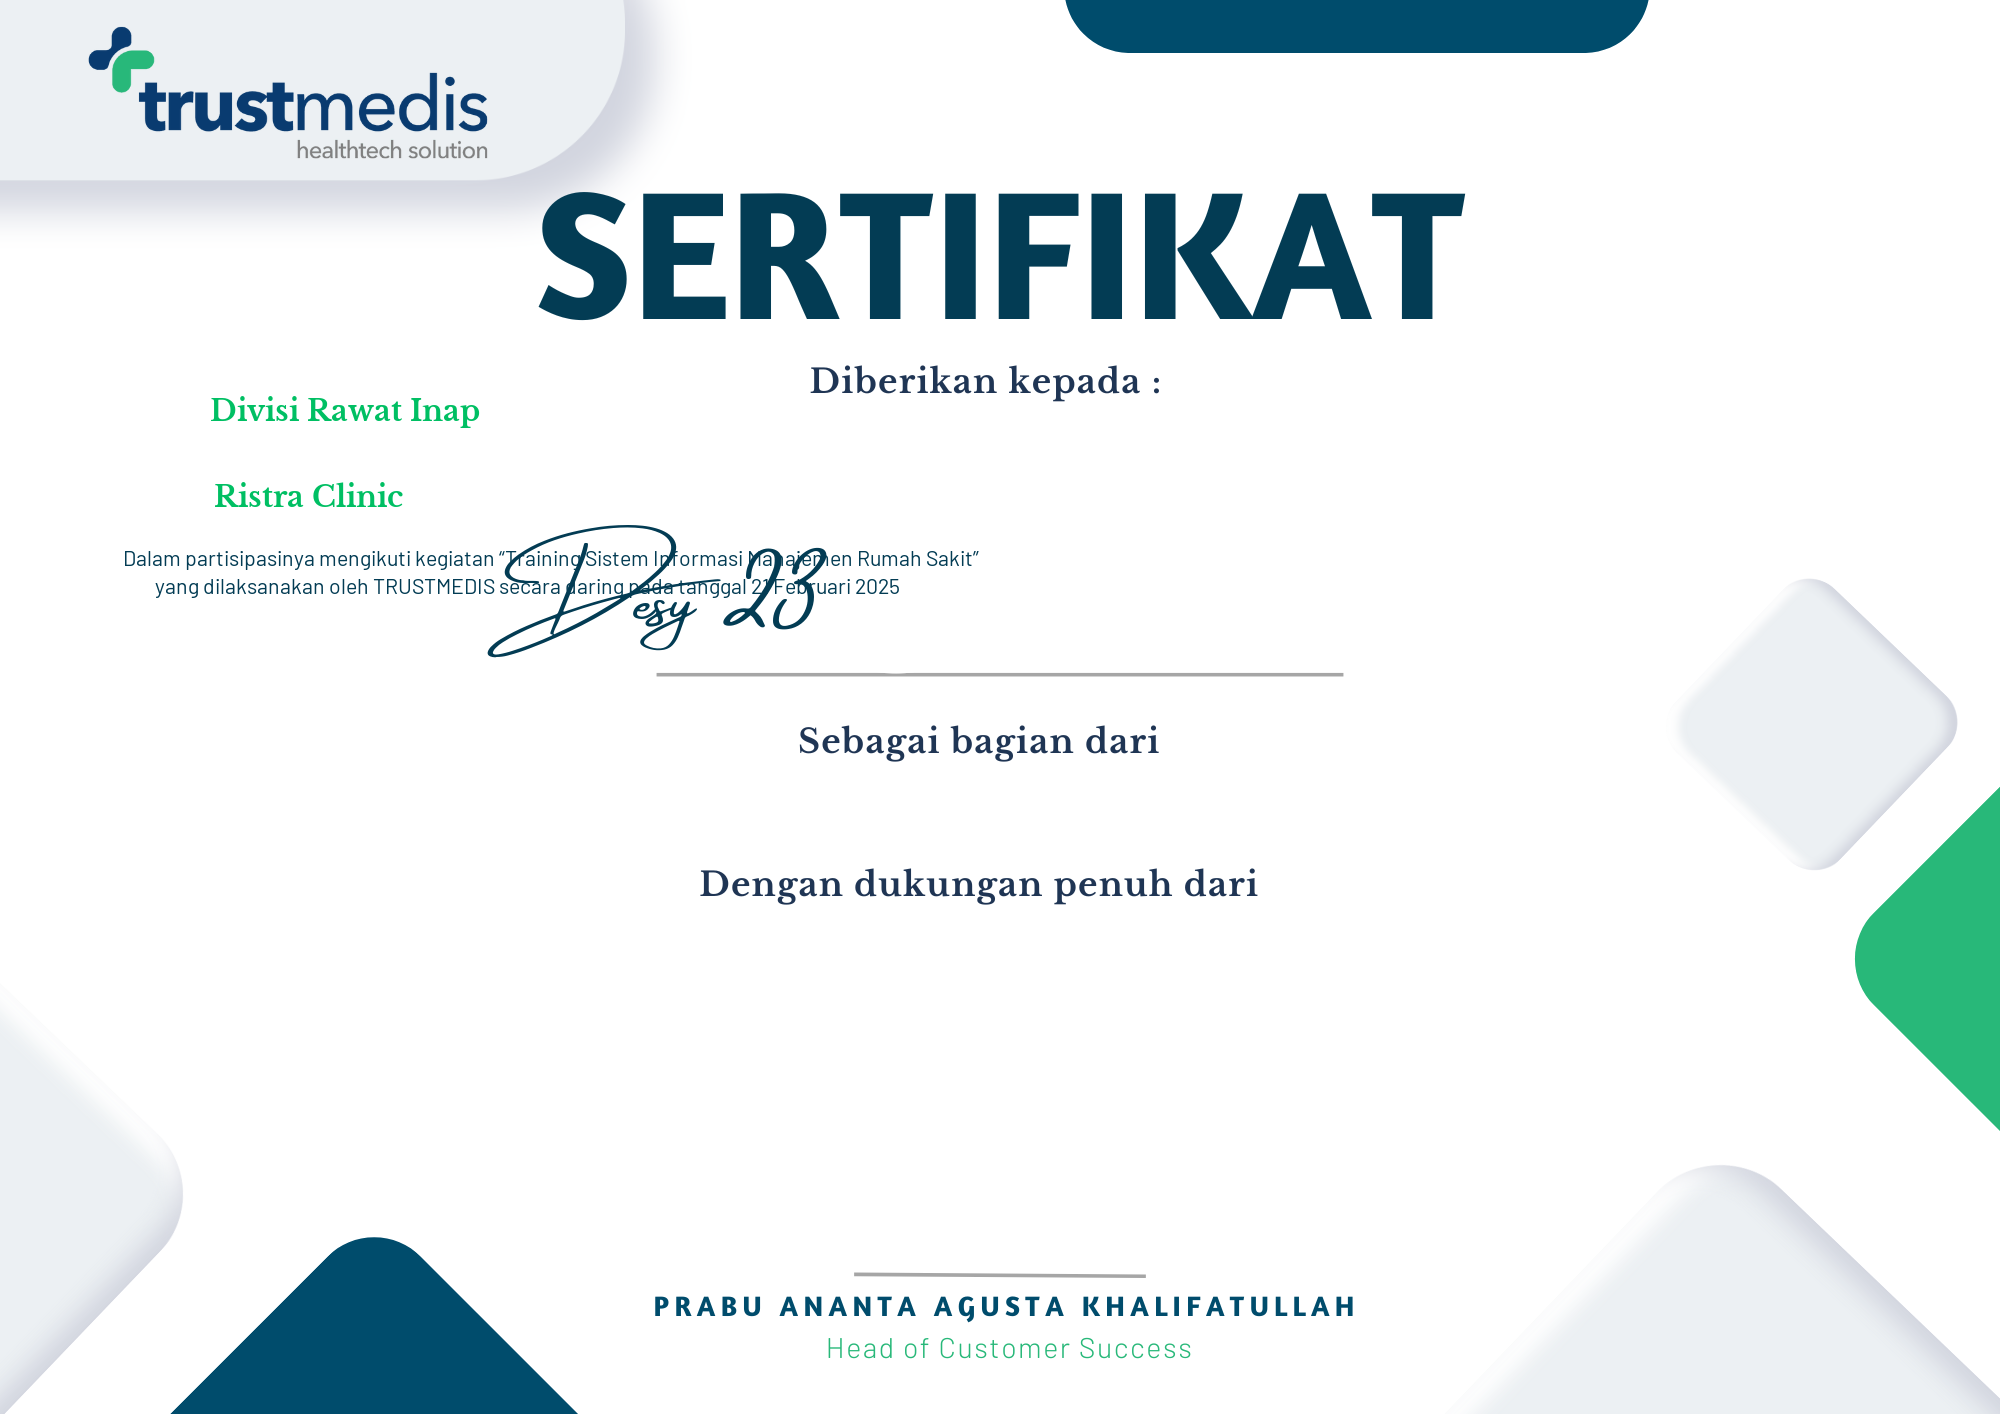 trustmedis
healthtech solution
SERTIFIKAT
Diberikan kepada :
Divisi Rawat Inap
Ristra Clinic
Dalam partisipasinya mengikuti kegiatan “Training Sistem Informasi Manajemen Rumah Sakit”
yang dilaksanakan oleh TRUSTMEDIS secara daring pada tanggal 21 Februari 2025
Desy 23
Sebagai bagian dari
Dengan dukungan penuh dari
PRABU ANANTA AGUSTA KHALIFATULLAH
Head of Customer Success